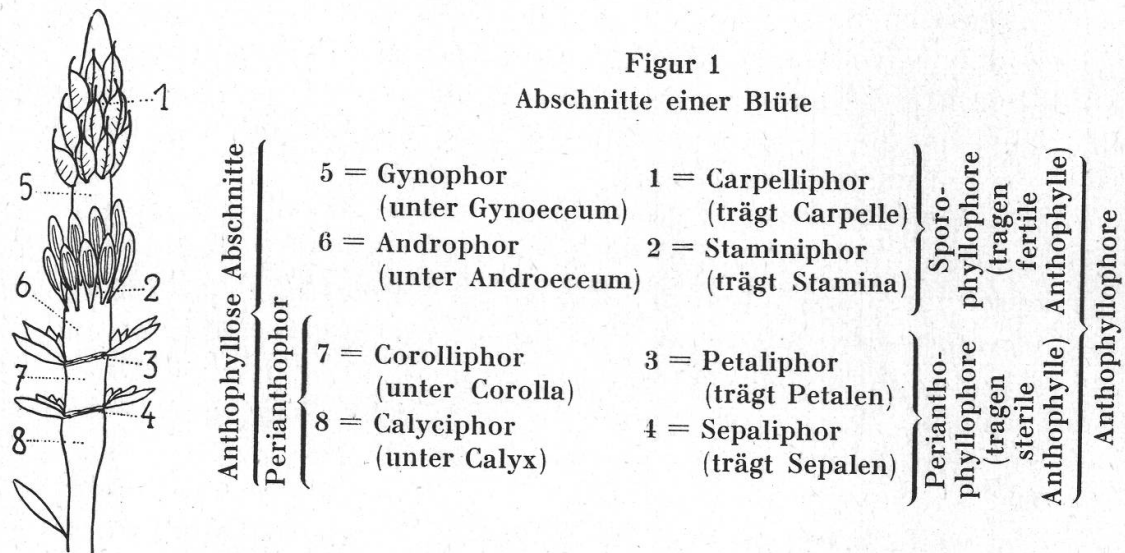 Figur 1
Abschnitte einer Blüte
1
5
6
2
3
7
4
8
Anthophyllose Abschnitte
Perianthophor
5 = Gynophor
(unter Gynoeceum)
6 = Androphor
(unter Androeceum)
7 = Corolliphor
(unter Corolla)
8 = Calyciphor
(unter Calyx)
1 = Carpelliphor
(trägt Carpelle)
2 = Staminiphor
(trägt Stamina)
3 = Petaliphor
(trägt Petalen)
4 = Sepaliphor
(trägt Sepalen)
Sporo-
phyllophore
(tragen
fertile
Anthophylle)
Periantho-
phyllophore
(tragen
sterile
Anthophylle)
Anthophyllophore